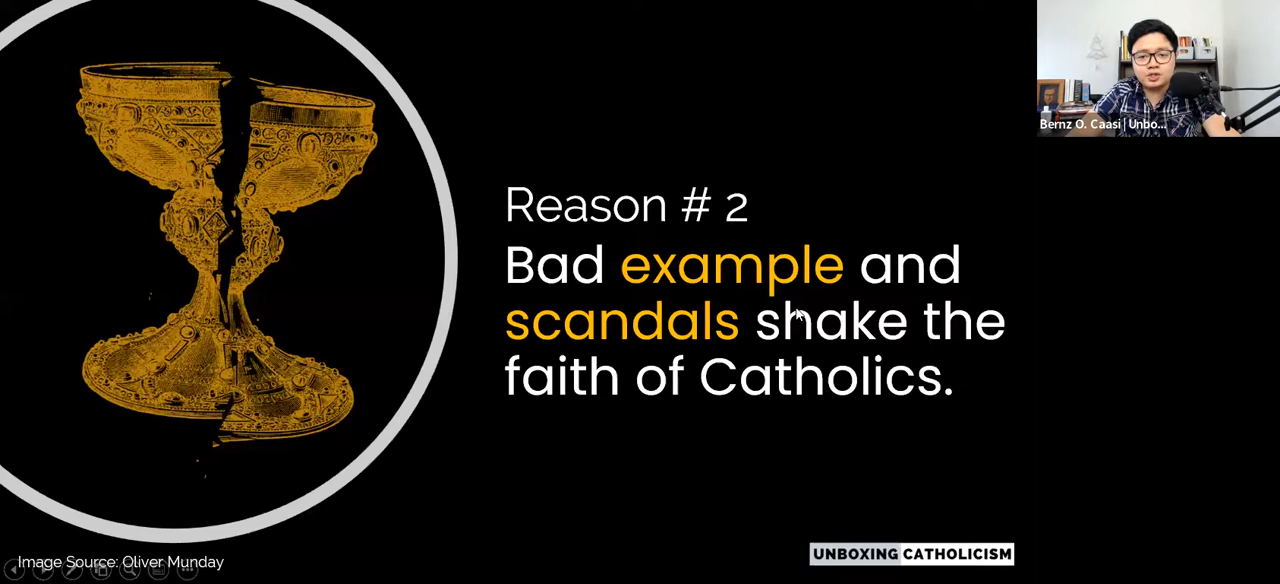 Reason # 2
Bad example and
scandals shake the
faith of Catholics.
Bernz O. Caasi | Unbo...
Image Source: Oliver Munday
UNBOXING CATHOLICISM